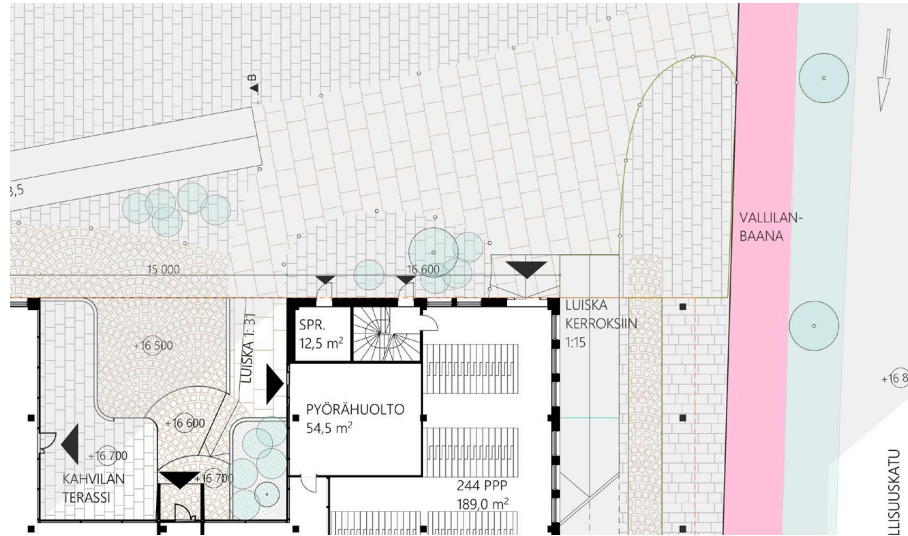 B
3,5
VALLILAN-
BAANA
15 000
16 600
SPR.
12,5 m²
LUISKA
KERROKSIIN
1:15
LUISKA 1: 31
+16 500
+16 8
PYÖRÄHUOLTO
54,5 m²
+16 600
+16 700
KAHVILAN
TERASSI
+16 700
244 PPP
189,0 m²
LLISUUSKATU